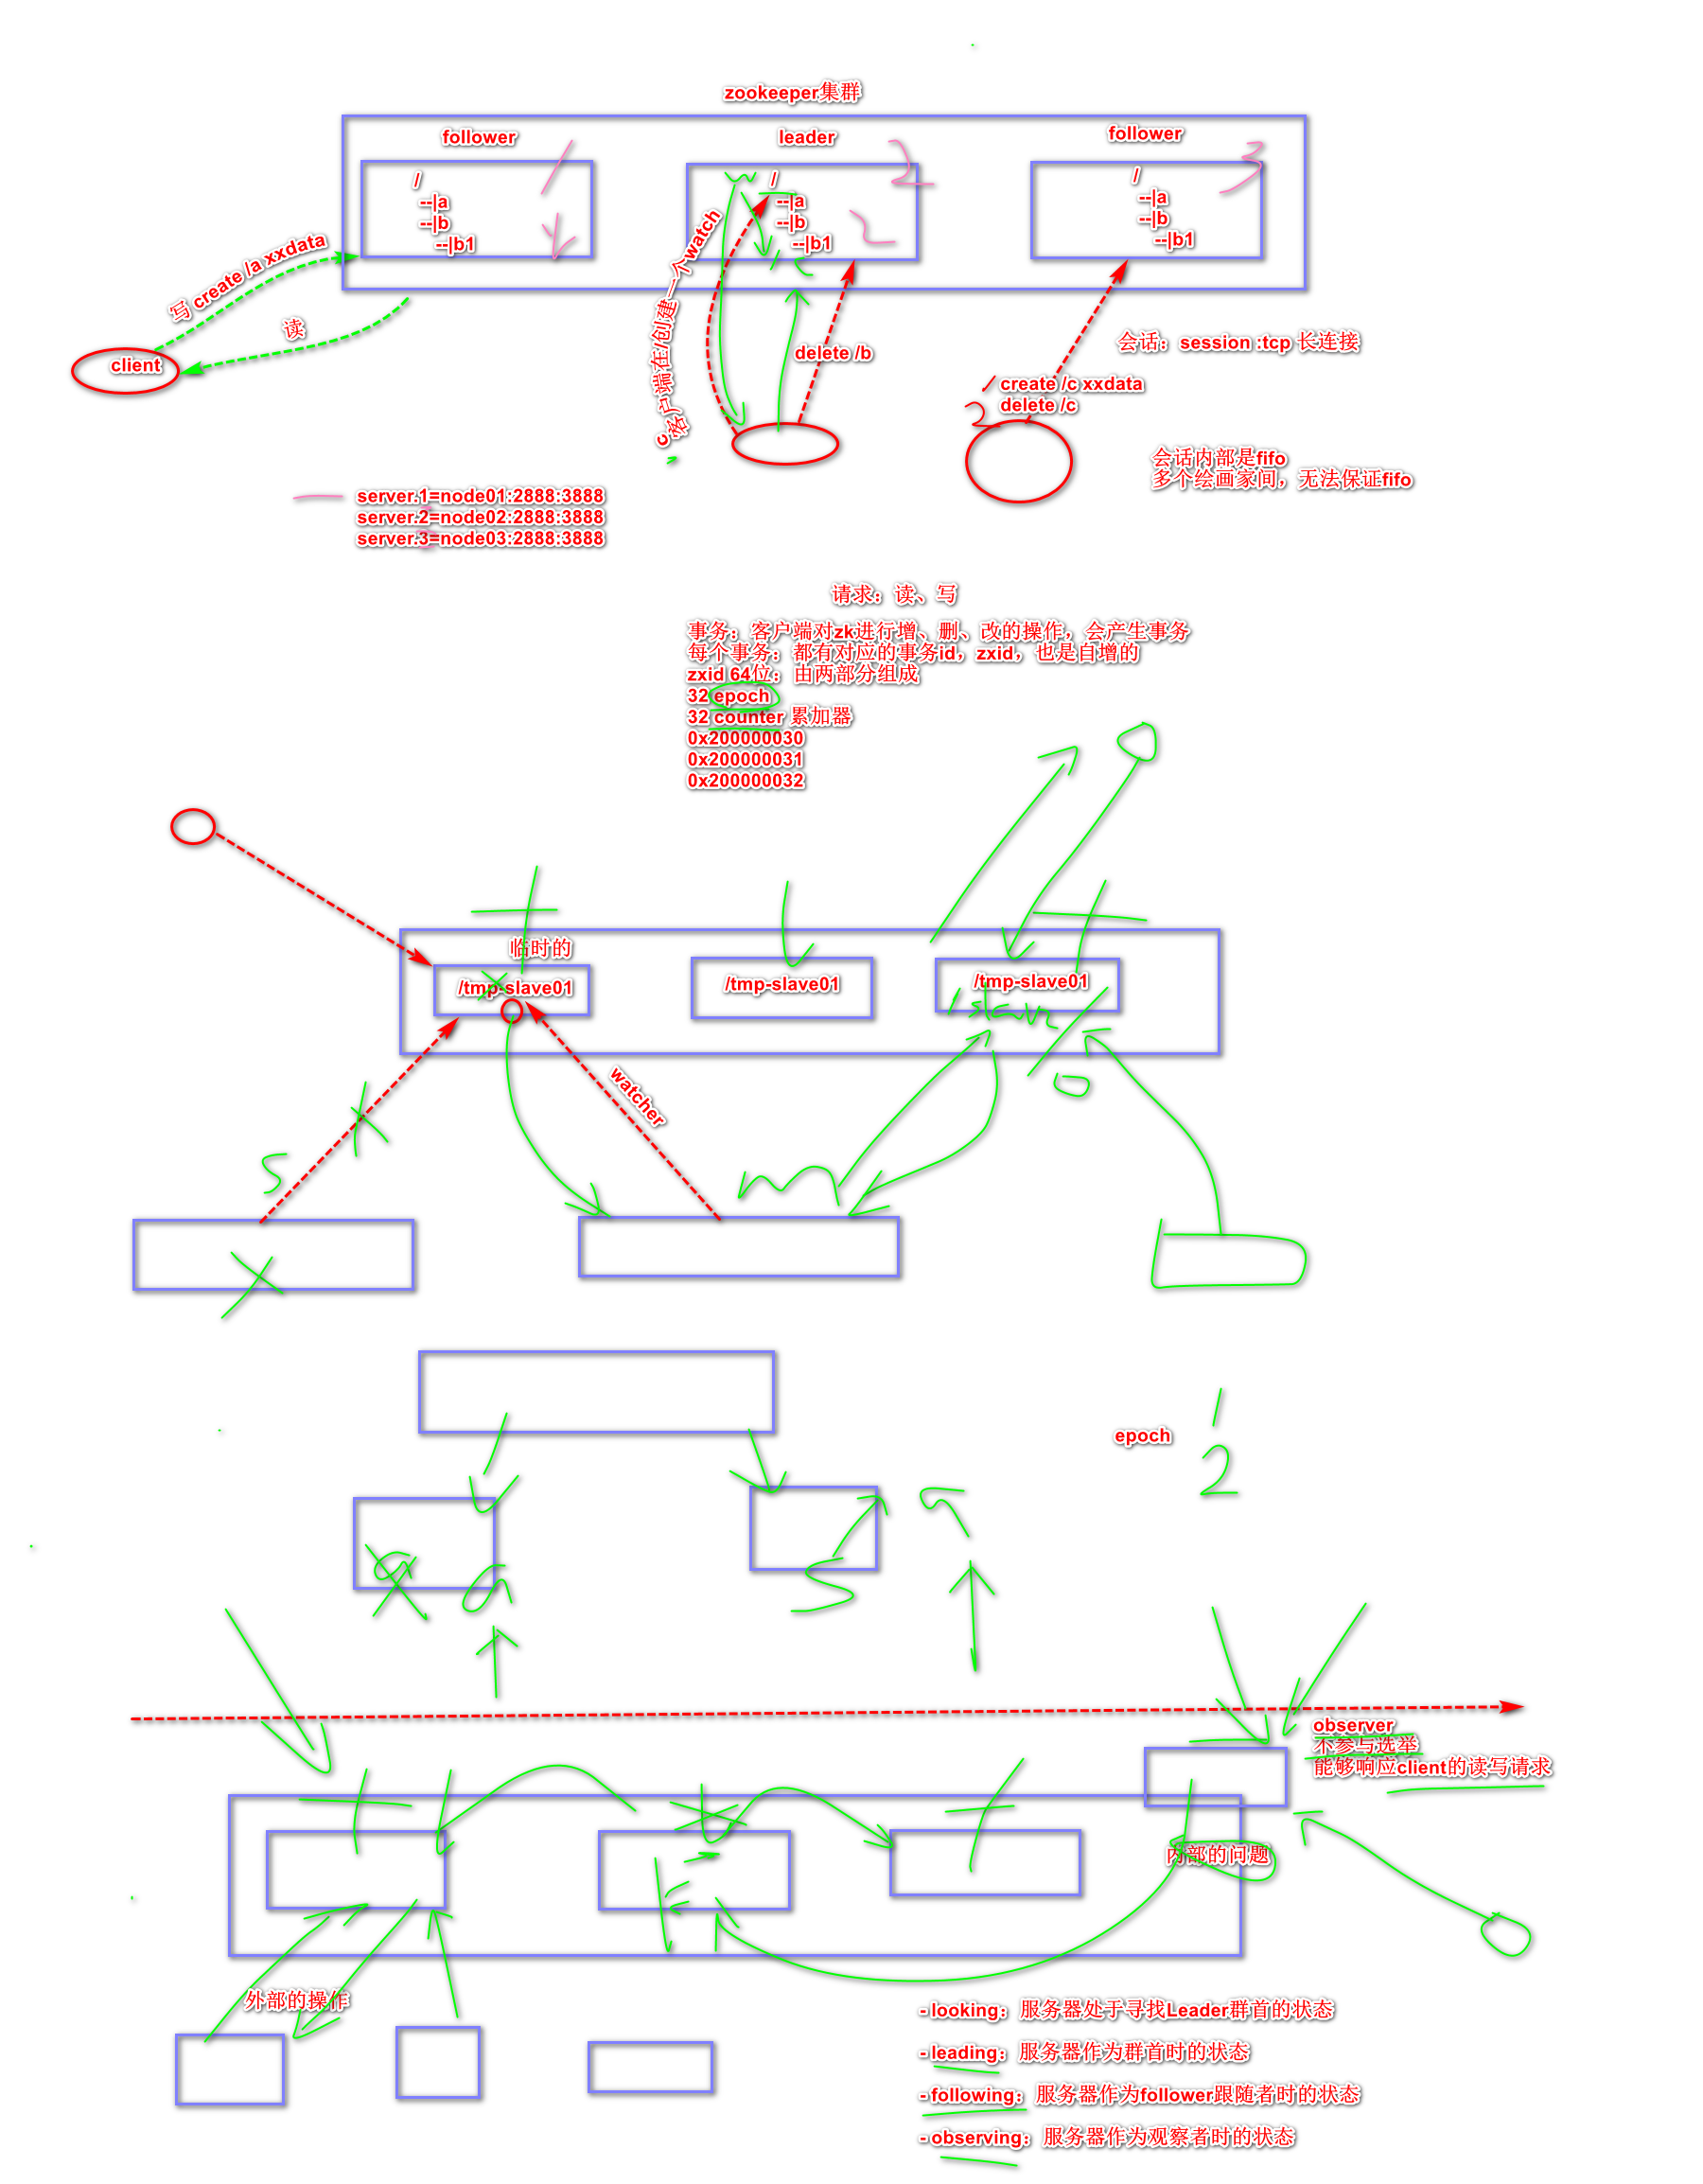 zookeeper集群
follower
leader
follower
/
--|a
--|b
--|b1
/
--|a
--|b
--|b1
/
--|a
--|b
--|b1
1
2
3
2
写 create /a xxdata
读
client
c客户端在/创建一个watch
delete /b
会话：session :tcp 长连接
1 create /c xxdata
2 delete /c
会话内部是fifo
多个绘画家间，无法保证fifo
server.1=node01:2888:3888
server.2=node02:2888:3888
server.3=node03:2888:3888
请求：读、写
事务：客户端对zk进行增、删、改的操作，会产生事务
每个事务：都有对应的事务id，zxid，也是自增的
zxid 64位：由两部分组成
32 epoch
32 counter 累加器
0x200000030
0x200000031
0x200000032
临时的
/tmp-slave01
/tmp-slave01
/tmp-slave01
watcher
S
epoch
1
2
a
a
S
observer
不参与选举
能够响应client的读写请求
内部的问题
外部的操作
- looking：服务器处于寻找Leader群首的状态
- leading：服务器作为群首时的状态
- following：服务器作为follower跟随者时的状态
- observing：服务器作为观察者时的状态